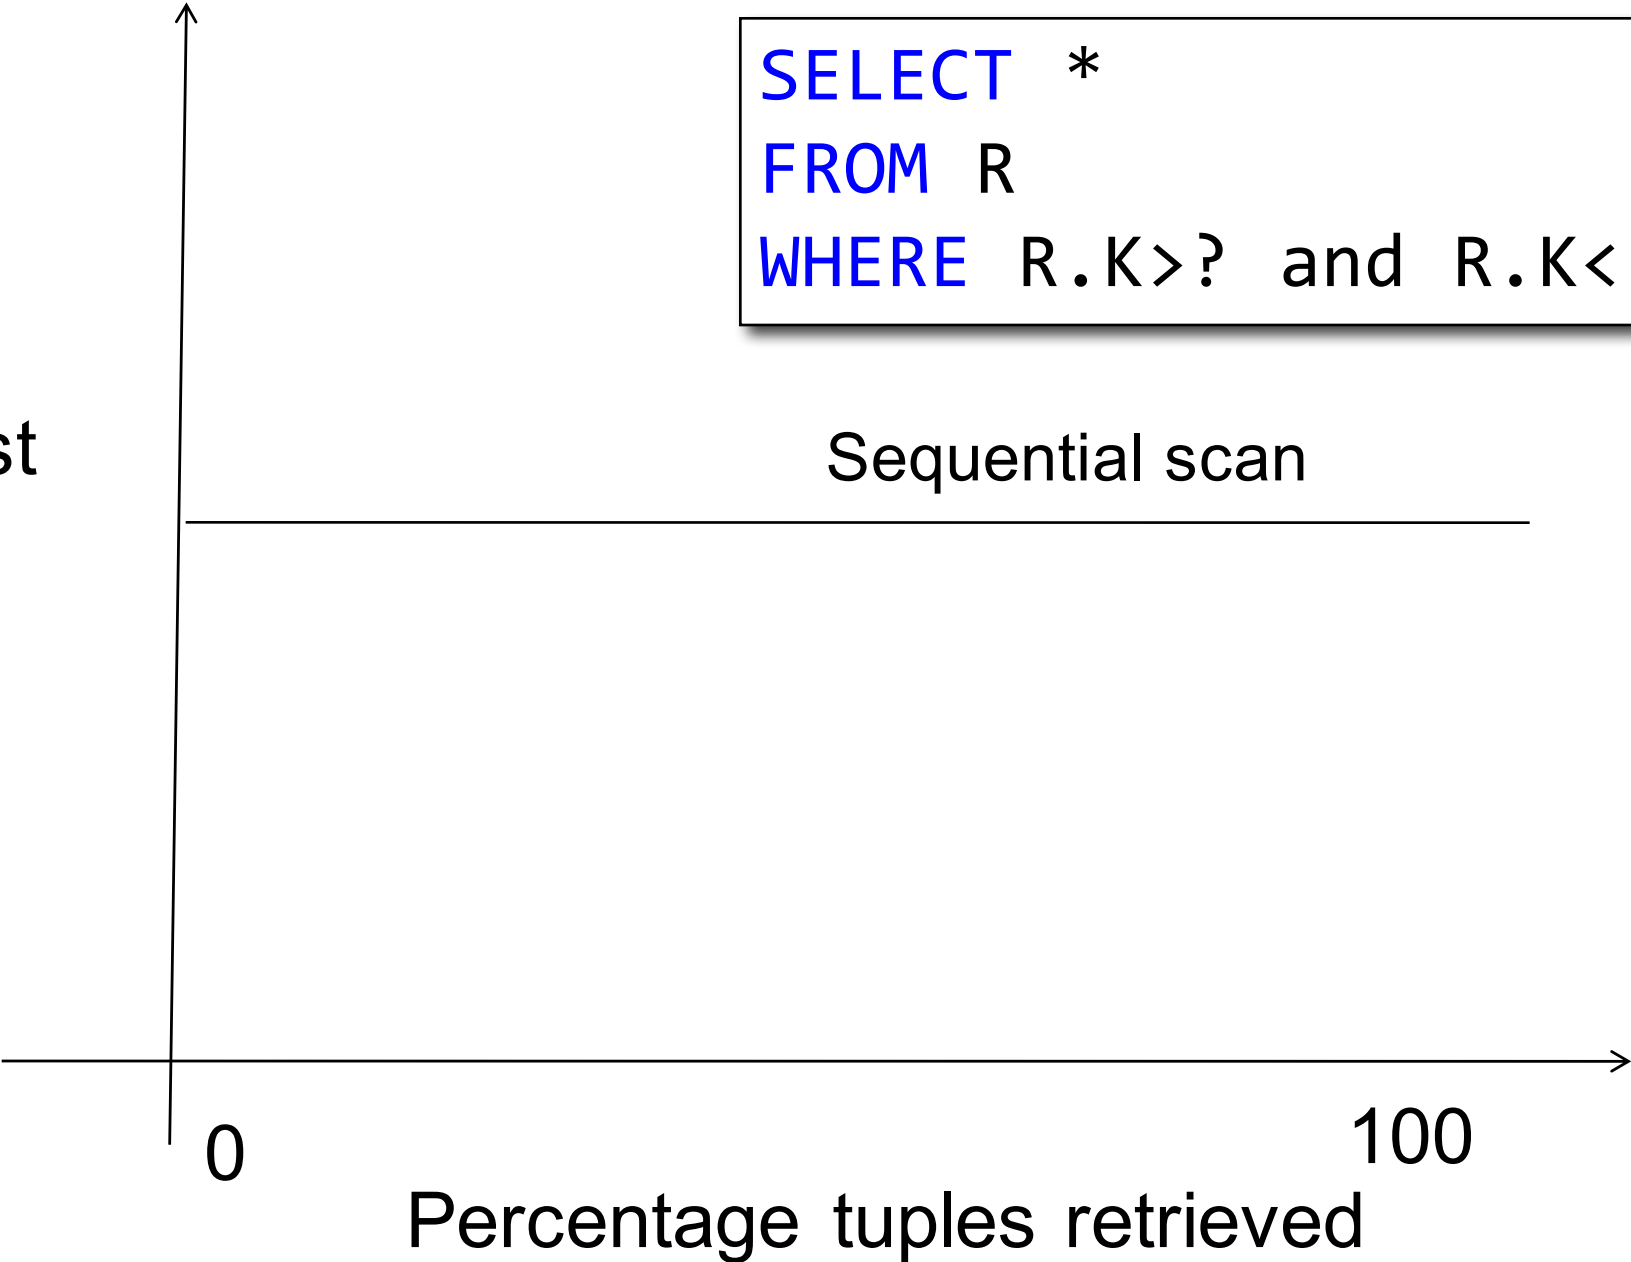 SELECT *
FROM R
WHERE R.K>? and R.K<
st
Sequential scan
0
100
Percentage tuples retrieved